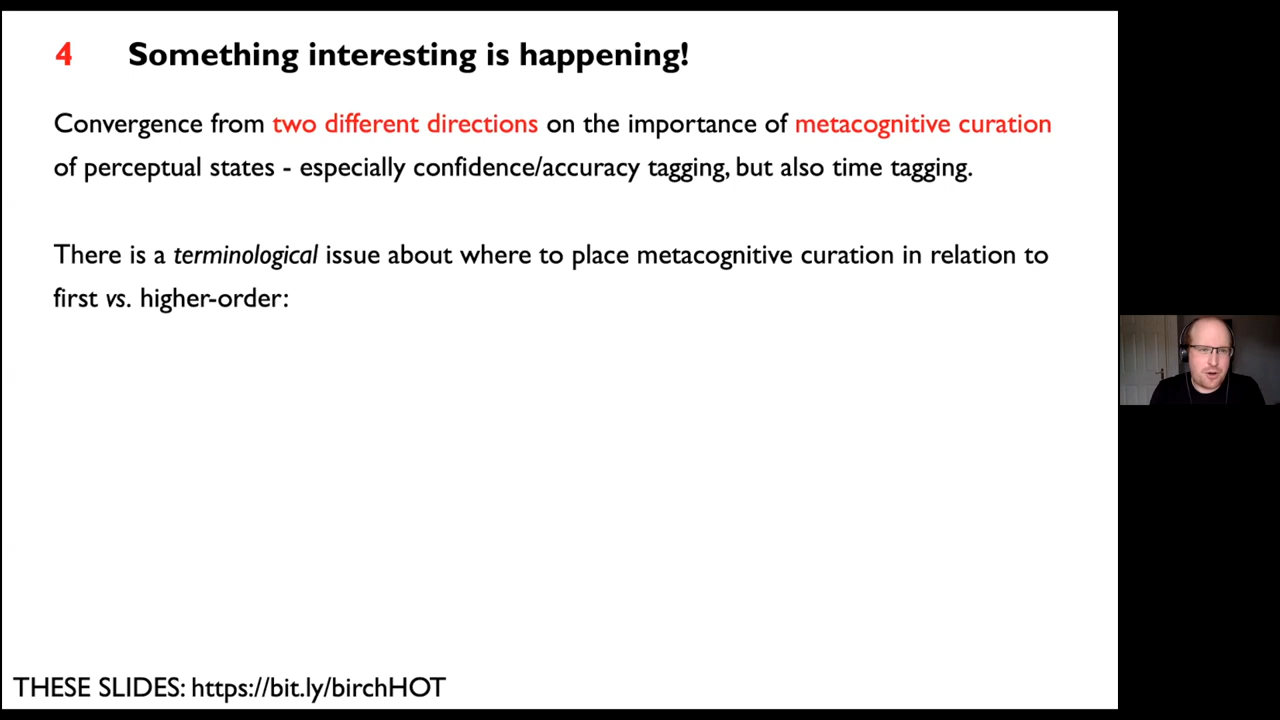 4 Something interesting is happening!
Convergence from two different directions on the importance of metacognitive curation
of perceptual states - especially confidence/accuracy tagging, but also time tagging.
There is a terminological issue about where to place metacognitive curation in relation to
first vs. higher-order:
THESE SLIDES: https://bit.ly/birchHOT